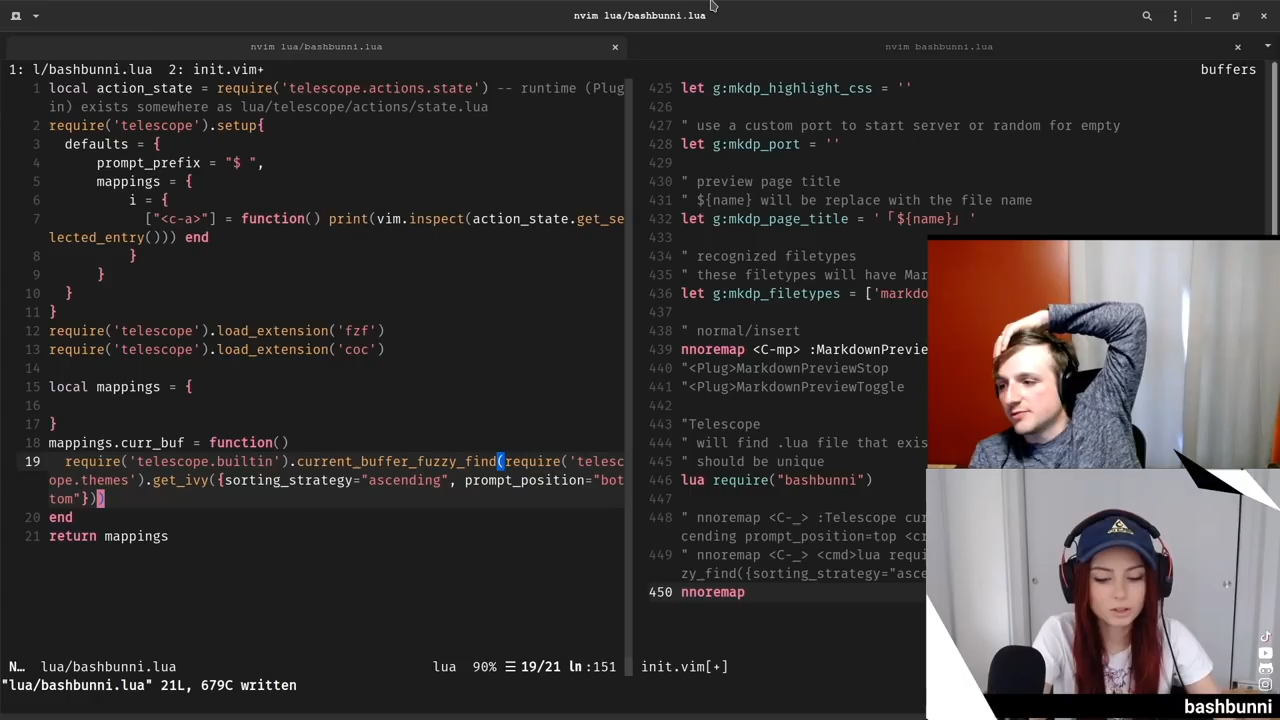 nvim lua/bashbunni.lua
nvim lua/bashbunni.lua
nvim bashbunni.lua
1: l/bashbunni.lua  2: init.vim+
buffers
1 local action_state = require('telescope.actions.state') -- runtime (Plug
in) exists somewhere as lua/telescope/actions/state.lua
2 require('telescope').setup{
3   defaults = {
4       prompt_prefix = "$ ",
5       mappings = {
6           i = {
7             ["<c-a>"] = function() print(vim.inspect(action_state.get_se
lected_entry())) end
8           }
9       }
10   }
11 }
12 require('telescope').load_extension('fzf')
13 require('telescope').load_extension('coc')
14
15 local mappings = {
16
17 }
18 mappings.curr_buf = function()
19   require('telescope.builtin').current_buffer_fuzzy_find(require('telesc
ope.themes').get_ivy({sorting_strategy="ascending", prompt_position="bot
tom"}))
20 end
21 return mappings
N… lua/bashbunni.lua
lua 90% ☰ 19/21 ln:151
"lua/bashbunni.lua" 21L, 679C written
425 let g:mkdp_highlight_css = ''
426
427 " use a custom port to start server or random for empty
428 let g:mkdp_port = ''
429
430 " preview page title
431 " ${name} will be replace with the file name
432 let g:mkdp_page_title = '「${name}」'
433
434 " recognized filetypes
435 " these filetypes will have Mar
436 let g:mkdp_filetypes = ['markdo
437
438 " normal/insert
439 nnoremap <C-mp> :MarkdownPreview
440 "<Plug>MarkdownPreviewStop
441 "<Plug>MarkdownPreviewToggle
442
443 "Telescope
444 " will find .lua file that exis
445 " should be unique
446 lua require("bashbunni")
447
448 " nnoremap <C-_> :Telescope cur
cending prompt_position=top <cr
449 " nnoremap <C-_> <cmd>lua requi
zy_find({sorting_strategy="asce
450 nnoremap
init.vim[+]
bashbunni